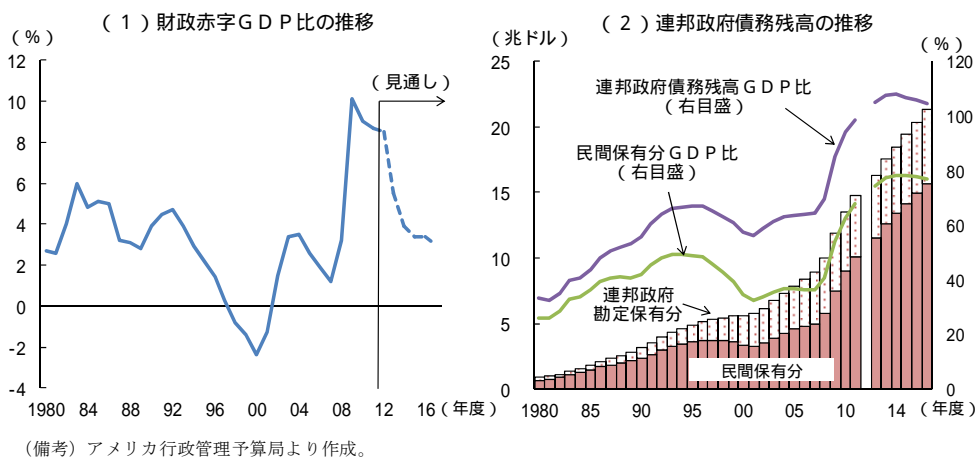 （1）財政赤字ＧＤＰ比の推移
（％）
（見通し）
12
10
8
6
4
2
0
-2
-4
1980 84 88 92 96 00 04 08 12 16 （年度）
（2）連邦政府債務残高の推移
（兆ドル）
（％）
連邦政府債務残高ＧＤＰ比
（右目盛）
民間保有分ＧＤＰ比
（右目盛）
連邦政府
勘定保有分
民間保有分
25
20
15
10
5
0
120
100
80
60
40
20
0
1980 85 90 95 00 05 10 14 （年度）
（備考）アメリカ行政管理予算局より作成。